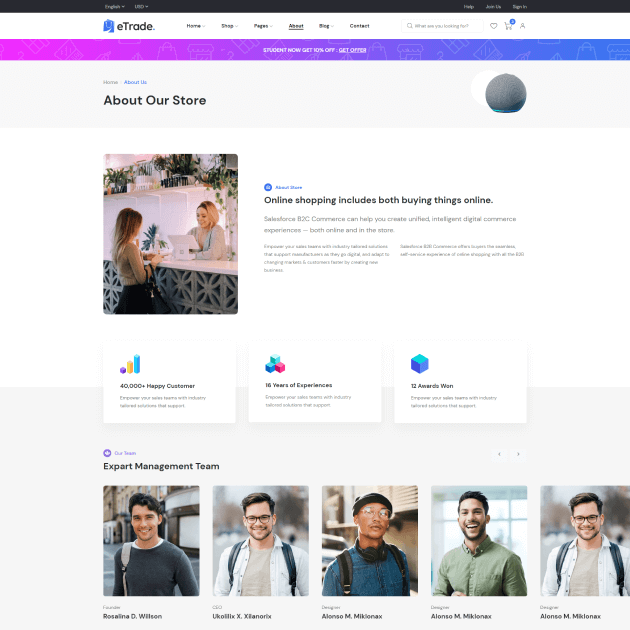 English USD Help Join Us Sign In
eTrade. Home Shop Pages About Blog Contact What are you looking for?
STUDENT NOW GET 10% OFF : GET OFFER
Home About Us
About Our Store
About Store
Online shopping includes both buying things online.
Salesforce B2C Commerce can help you create unified, intelligent digital commerce
experiences — both online and in the store.
Empower your sales teams with industry tailored solutions
that support manufacturers as they go digital, and adapt to
changing markets & customers faster by creating new
business
Salesforce B2B Commerce offers buyers the seamless,
self-service experience of online shopping with all the B2B
40,000+ Happy Customer
Empower your sales teams with industry
tailored solutions that support.
16 Years of Experiences
Empower your sales teams with industry
tailored solutions that support
12 Awards Won
Empower your sales teams with industry
tailored solutions that support.
Our Team
Expart Management Team
Founder
Rosalina D. Willson
CEO
Ukolilix X. Xilanorix
Designer
Alonso M. Miklonax
Designer
Alonso M. Miklonax
Designer
Alonso M. Miklonax